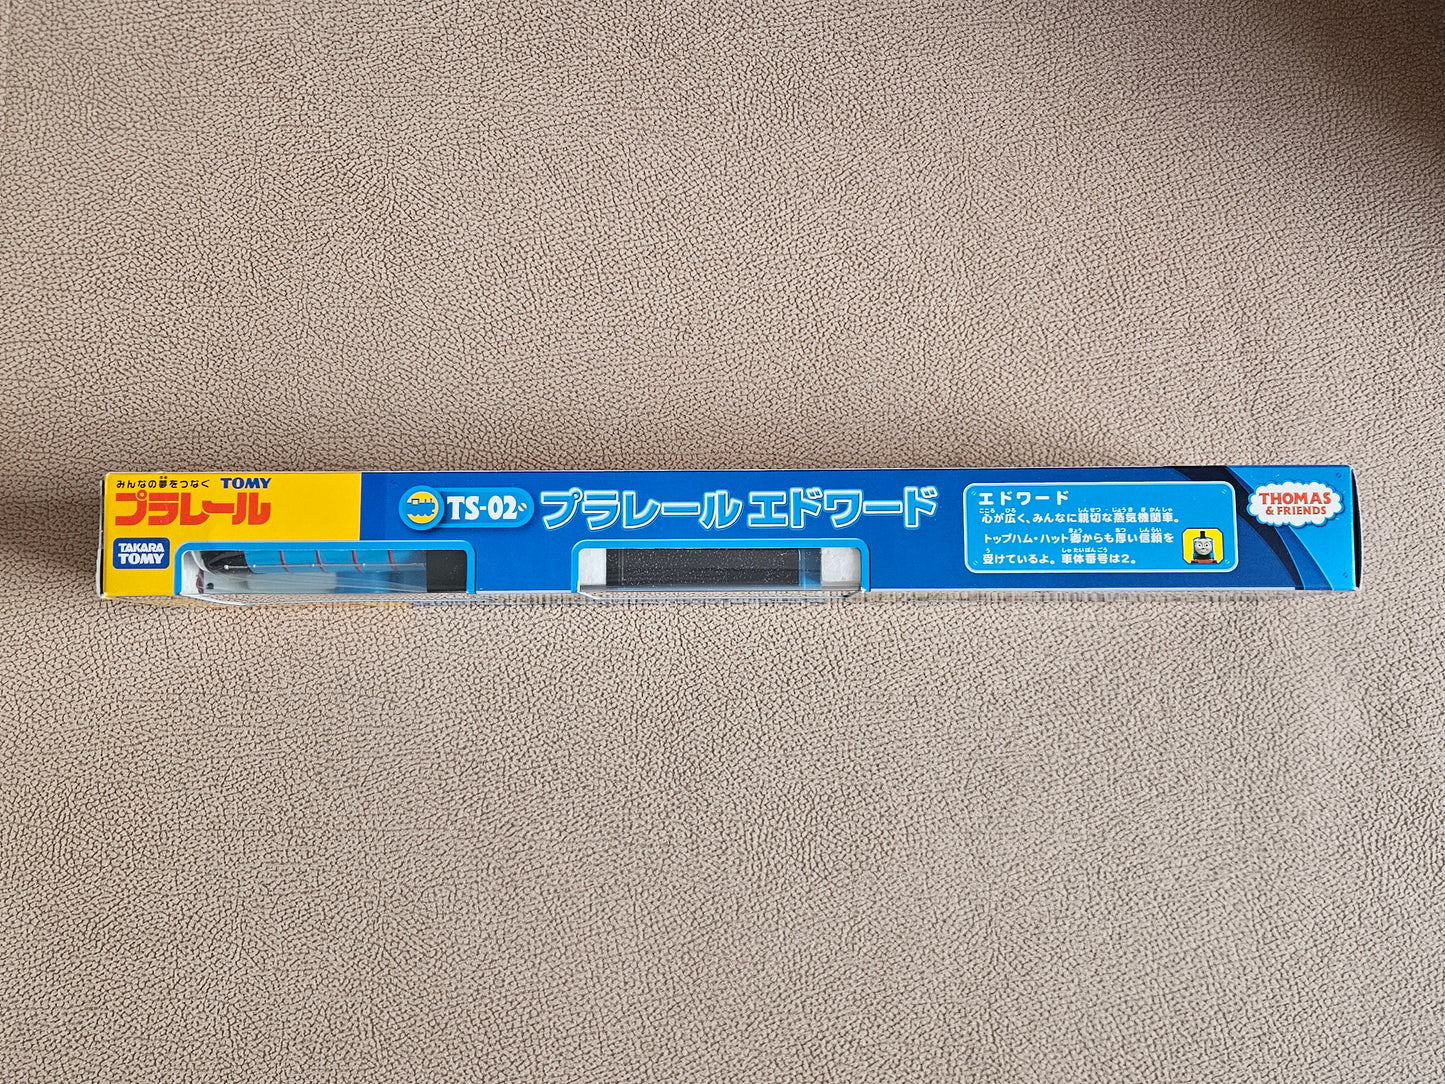 みんなの夢をつなぐ TOMY
プラレール
TAKARA
TOMY
TS-02
プラレール エドワード
エドワード
心が広く、みんなに親切な蒸気機関車。
トップハム・ハット卿からも厚い信頼を
受けているよ。車体番号は2。
THOMAS
& FRIENDS